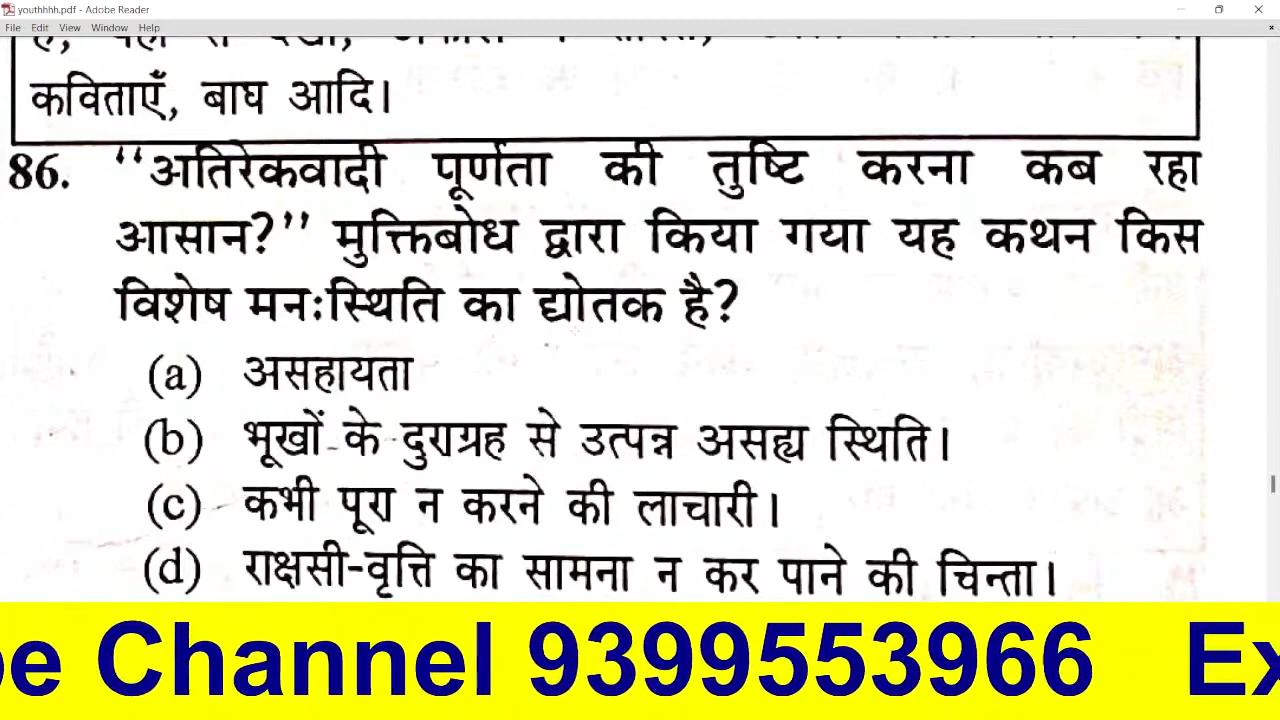 youthhhh.pdf - Adobe Reader
File Edit View Window Help
कविताएँ, बाघ आदि।
86. ‘‘अतिरेकवादी पूर्णता की तुष्टि करना कब रहा
आसान?’’ मुक्तिबोध द्वारा किया गया यह कथन किस
विशेष मनःस्थिति का द्योतक है?
(a) असहायता
(b) भूखों के दुराग्रह से उत्पन्न असह्य स्थिति।
(c) कभी पूरा न करने की लाचारी।
(d) राक्षसी-वृत्ति का सामना न कर पाने की चिन्ता।
be Channel 9399553966 Ex